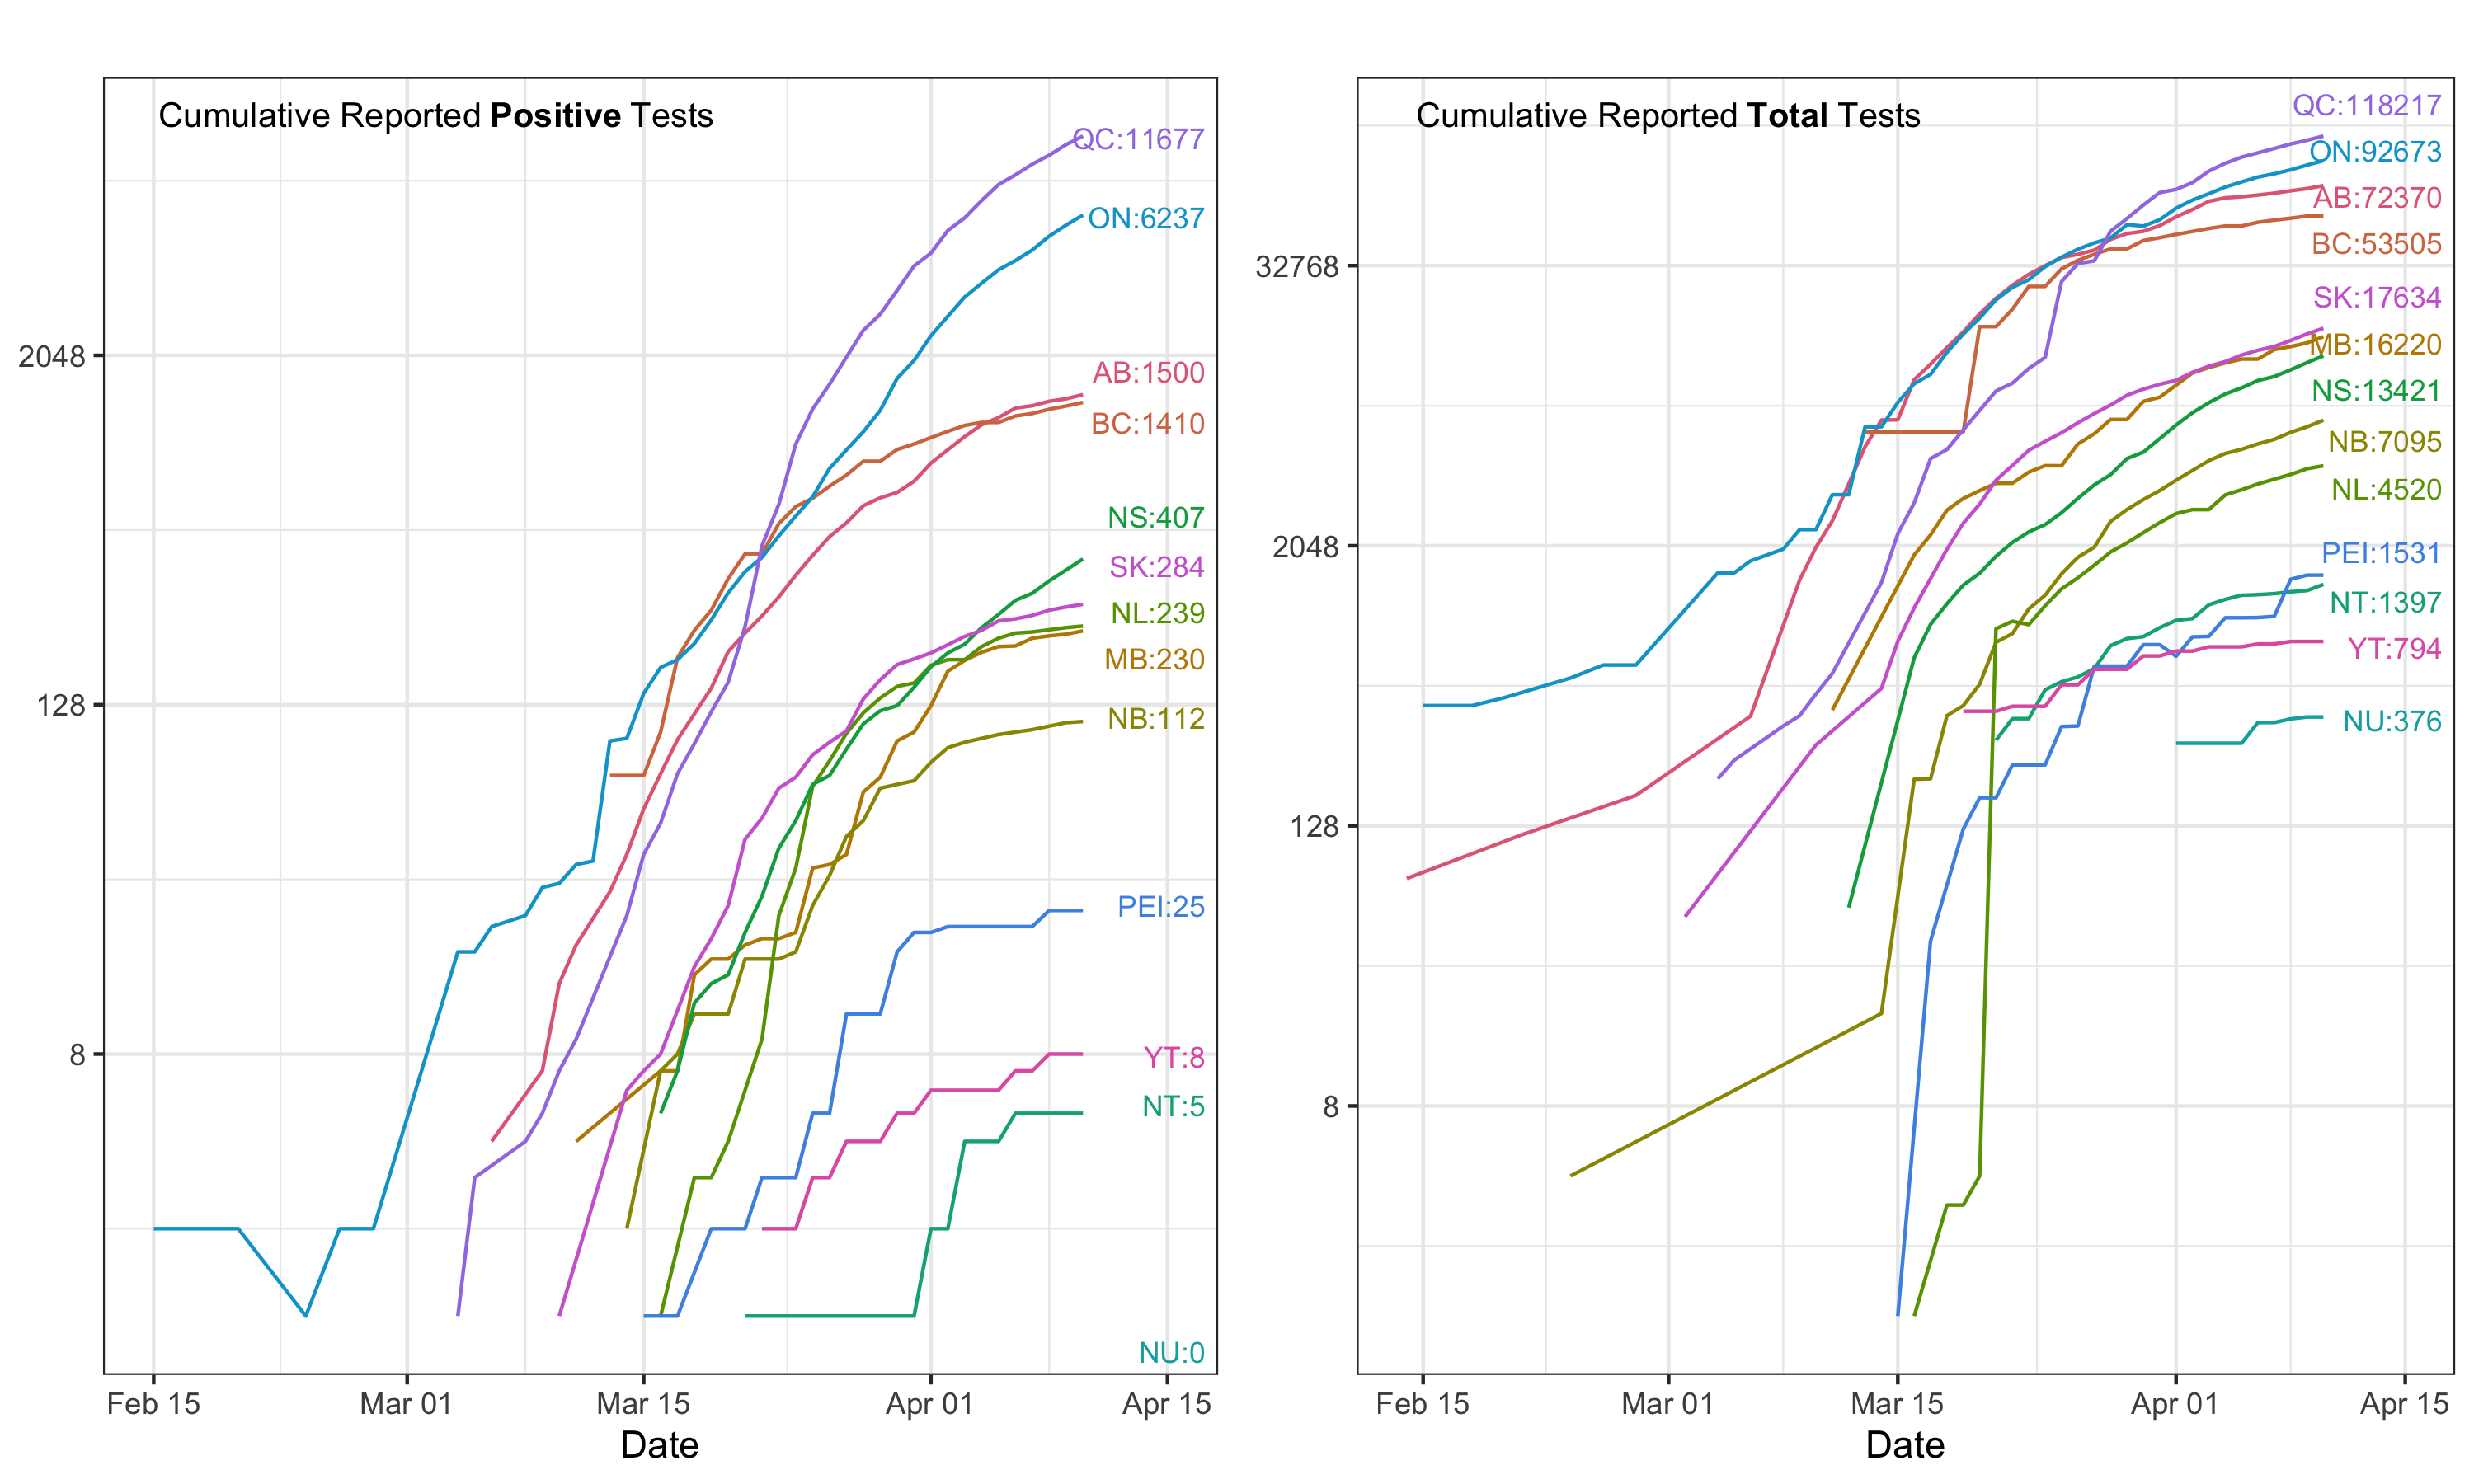 Cumulative Reported Positive Tests
QC:11677
ON:6237
2048
AB:1500
BC:1410
NS:407
SK:284
NL:239
MB:230
128
NB:112
PEI:25
8
YT:8
NT:5
NU:0
Feb 15 Mar 01 Mar 15 Apr 01 Apr 15
Date
Cumulative Reported Total Tests
QC:118217
ON:92673
AB:72370
BC:53505
32768
SK:17634
MB:16220
NS:13421
NB:7095
NL:4520
2048
PEI:1531
NT:1397
YT:794
NU:376
128
8
Feb 15 Mar 01 Mar 15 Apr 01 Apr 15
Date